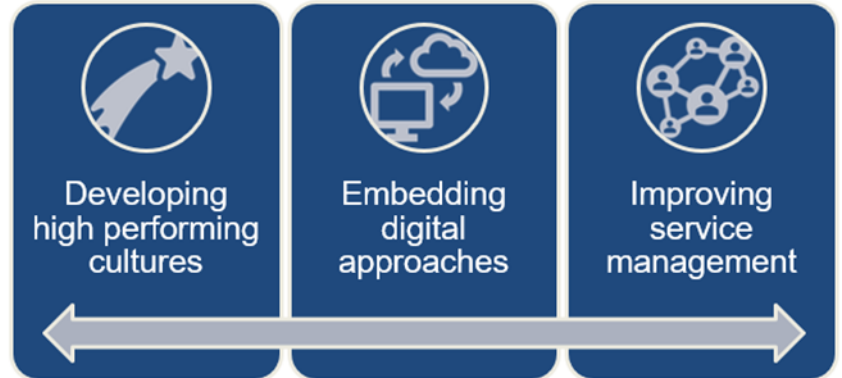 Developing
high performing
cultures
Embedding
digital
approaches
Improving
service
management